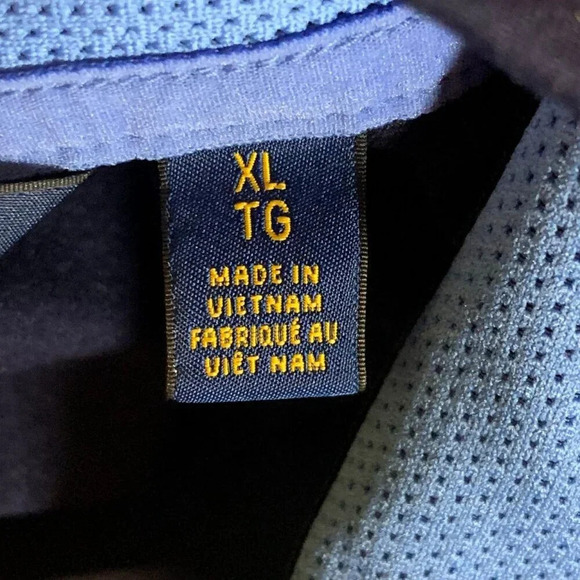 XL
TG
MADE IN
VIETNAM
FABRIQUÉ AU
VIÊT NAM